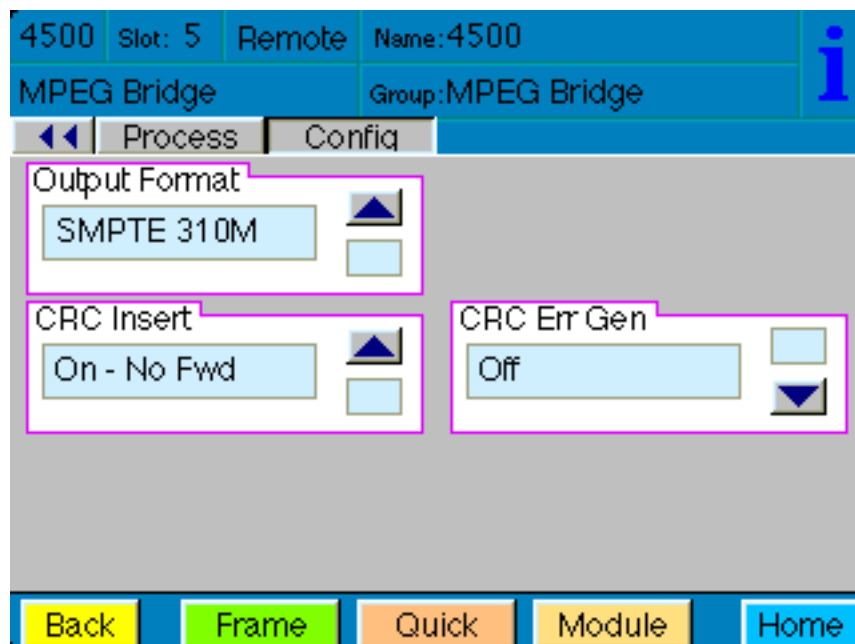 4500 Slot: 5 Remote Name:4500 i
MPEG Bridge Group:MPEG Bridge
Process Config
Output Format
SMPTE 310M
CRC Insert
On - No Fwd
CRC Err Gen
Off
Back Frame Quick Module Home